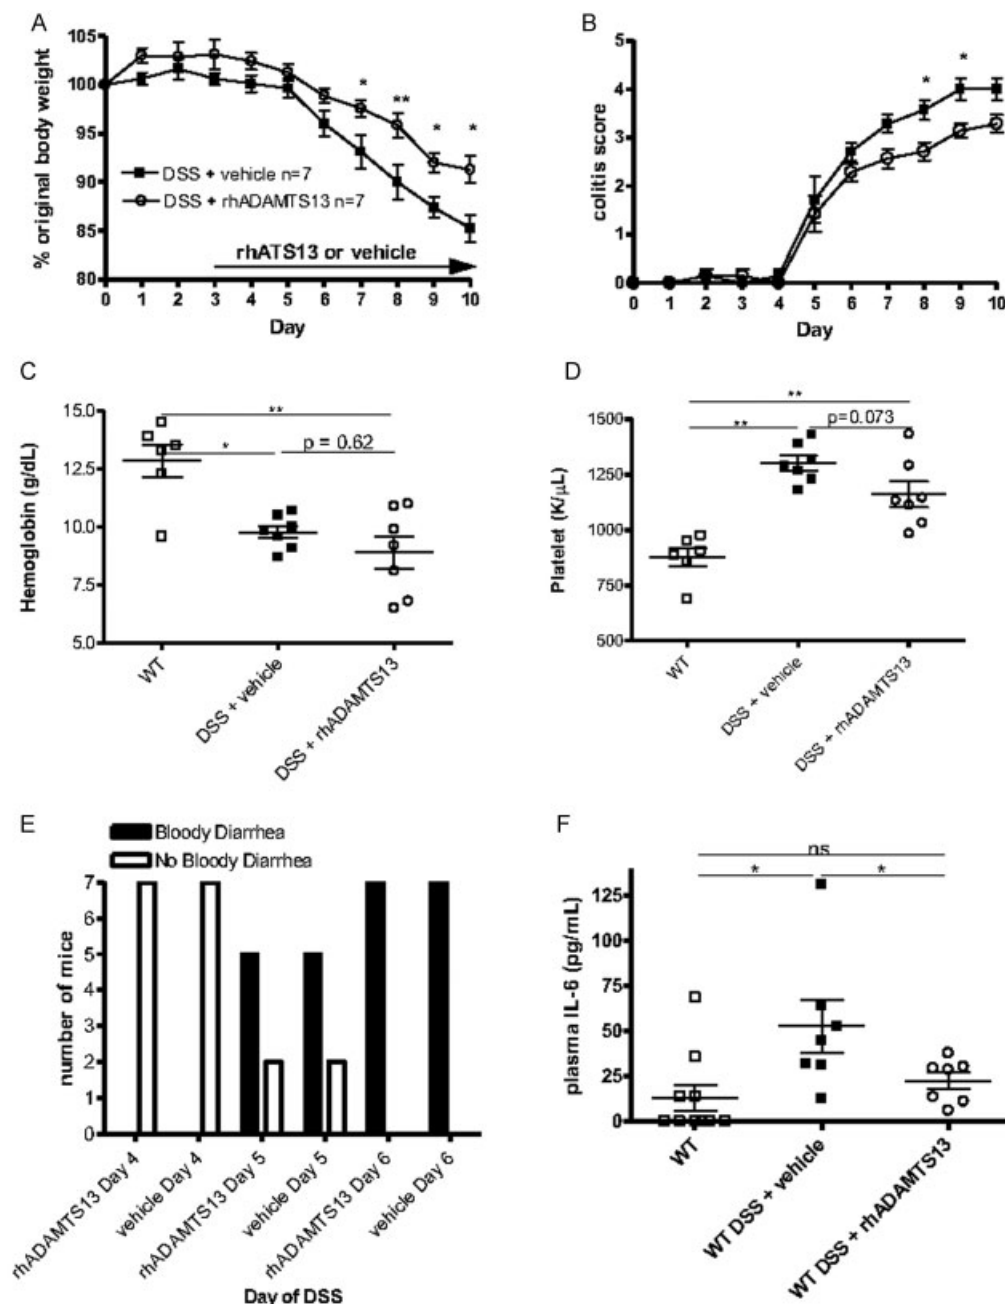 A
% original body weight
105
100
95
90
85
80
DSS + vehicle n=7
DSS + rhADAMTS13 n=7
rhATS13 or vehicle
* ** * *
0 1 2 3 4 5 6 7 8 9 10
Day
B
colitis score
5
4
3
2
1
0
* *
0 1 2 3 4 5 6 7 8 9 10
Day
C
Hemoglobin (g/dL)
15.0
12.5
10.0
7.5
5.0
**
*
p = 0.62
WT
DSS + vehicle
DSS + rhADAMTS13
D
Platelet (K/μL)
1500
1250
1000
750
500
**
**
p=0.073
WT
DSS + vehicle
DSS + rhADAMTS13
E
Bloody Diarrhea
No Bloody Diarrhea
number of mice
7
6
5
4
3
2
1
0
rhADAMTS13 Day 4
vehicle Day 4
rhADAMTS13 Day 5
vehicle Day 5
rhADAMTS13 Day 6
vehicle Day 6
Day of DSS
F
plasma IL-6 (pg/mL)
125
100
75
50
25
0
ns
*
*
WT
WT DSS + vehicle
WT DSS + rhADAMTS13